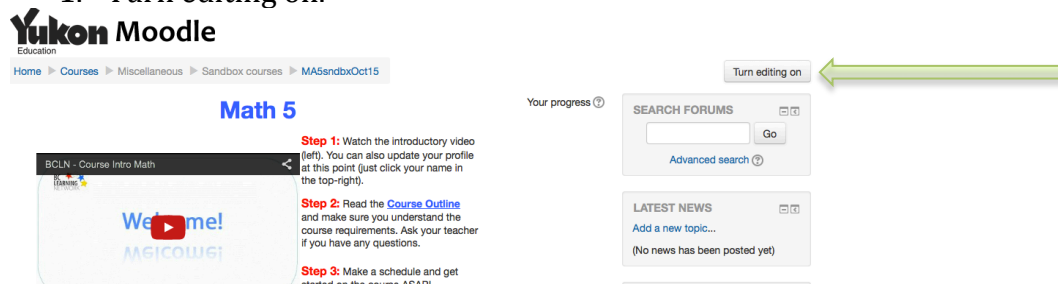 1. Turn editing on.
Yukon Moodle
Education
Home ▶ Courses ▶ Miscellaneous ▶ Sandbox courses ▶ MA5sndbxOct15
Turn editing on
Math 5
Your progress
SEARCH FORUMS
Go
Advanced search
BCLN - Course Intro Math
BC LEARNING NETWORK
Welcome!
Step 1: Watch the introductory video
(left). You can also update your profile
at this point (just click your name in
the top-right).
Step 2: Read the Course Outline
and make sure you understand the
course requirements. Ask your teacher
if you have any questions.
Step 3: Make a schedule and get
started on the course ASAP!
LATEST NEWS
Add a new topic...
(No news has been posted yet)